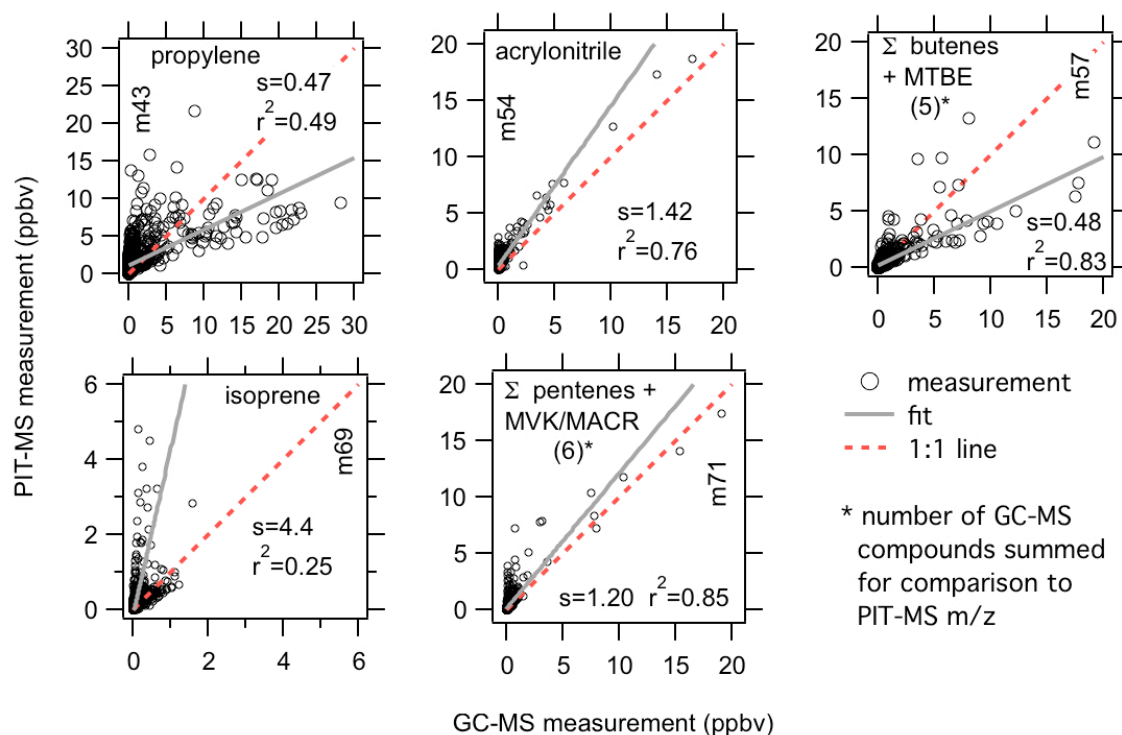 PIT-MS measurement (ppbv)
propylene
m43
s=0.47
r²=0.49
30
25
20
15
10
5
0
0 5 10 15 20 25 30
acrylonitrile
m54
s=1.42
r²=0.76
20
15
10
5
0
0 5 10 15 20
Σ butenes
+ MTBE
(5)*
m57
s=0.48
r²=0.83
20
15
10
5
0
0 5 10 15 20
isoprene
m69
s=4.4
r²=0.25
6
4
2
0
0 2 4 6
Σ pentenes +
MVK/MACR
(6)*
m71
s=1.20 r²=0.85
20
15
10
5
0
0 5 10 15 20
measurement
fit
1:1 line
* number of GC-MS
compounds summed
for comparison to
PIT-MS m/z
GC-MS measurement (ppbv)